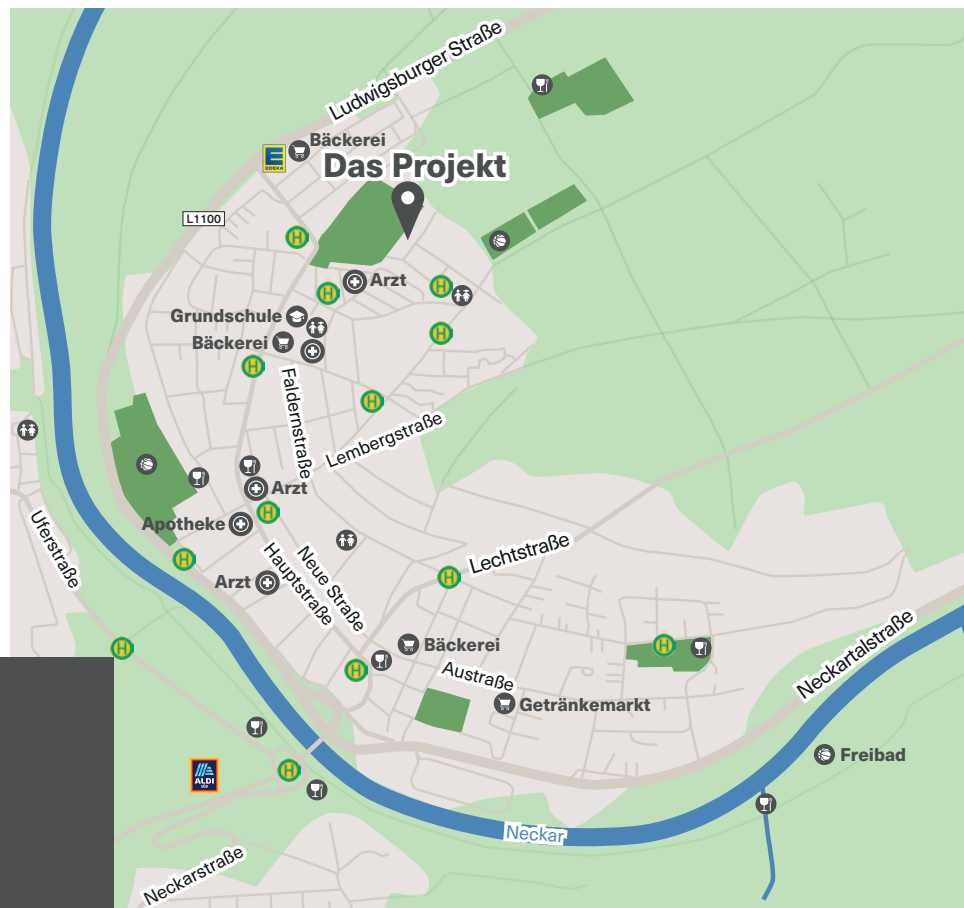 Ludwigsburger Straße
Bäckerei
E
EDEKA
Das Projekt
L1100
H
Arzt
H
H
Grundschule
H
Bäckerei
H
Faldernstraße
H
Lembergstraße
Arzt
H
Apotheke
Uferstraße
Hauptstraße
Neue Straße
Lechtstraße
H
Arzt
H
H
Bäckerei
H
H
Neckartalstraße
Austraße
Getränkemarkt
Freibad
ALDI
SÜD
H
Neckar
Neckarstraße